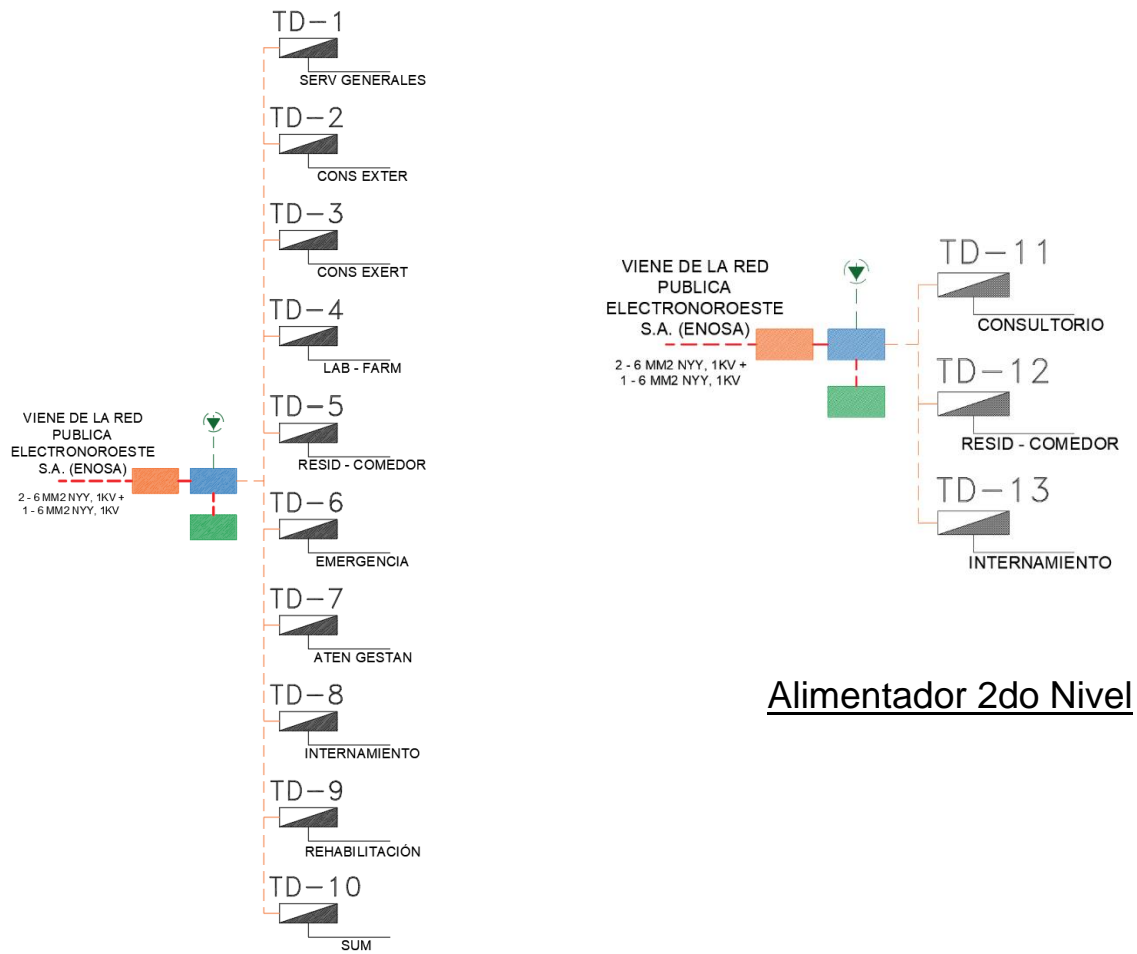 TD-1
SERV GENERALES
TD-2
CONS EXTER
TD-3
CONS EXERT
TD-4
LAB - FARM
TD-5
RESID - COMEDOR
VIENE DE LA RED
PUBLICA
ELECTRONOROESTE
S.A. (ENOSA)
2 - 6 MM2 NYY, 1KV +
1 - 6 MM2 NYY, 1KV
TD-6
EMERGENCIA
TD-7
ATEN GESTAN
TD-8
INTERNAMIENTO
TD-9
REHABILITACIÓN
TD-10
SUM
VIENE DE LA RED
PUBLICA
ELECTRONOROESTE
S.A. (ENOSA)
2 - 6 MM2 NYY, 1KV +
1 - 6 MM2 NYY, 1KV
TD-11
CONSULTORIO
TD-12
RESID - COMEDOR
TD-13
INTERNAMIENTO
Alimentador 2do Nivel